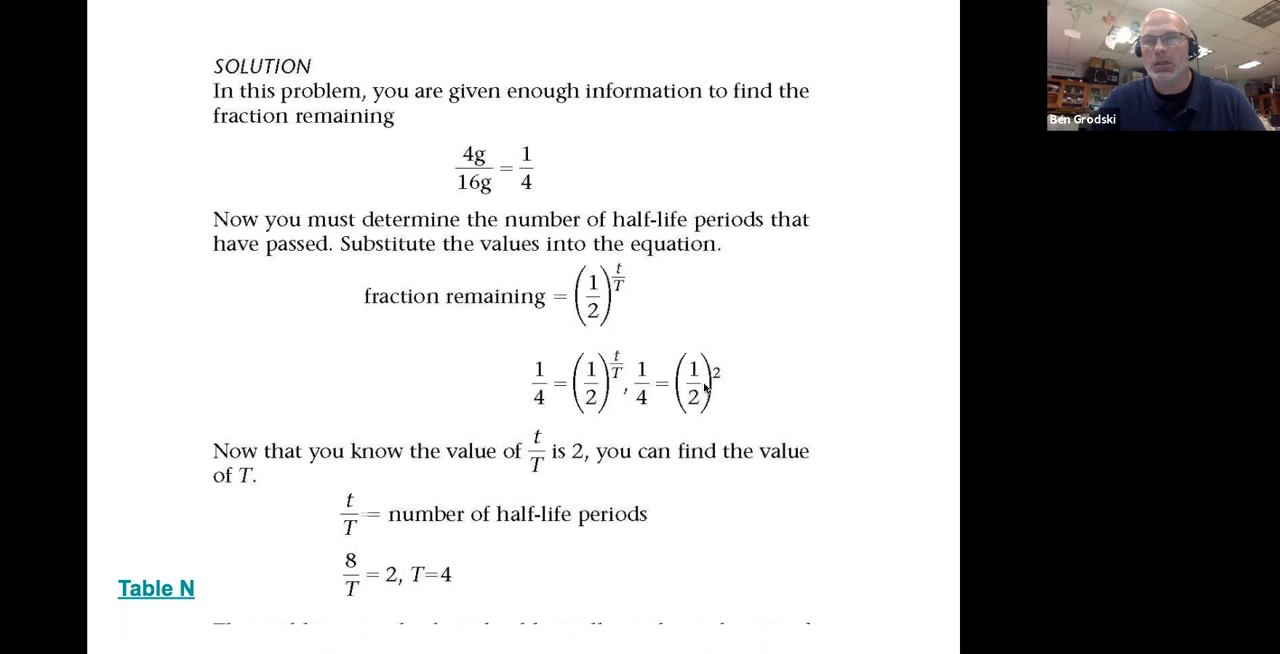 SOLUTION
In this problem, you are given enough information to find the
fraction remaining
4g/16g = 1/4
Now you must determine the number of half-life periods that
have passed. Substitute the values into the equation.
fraction remaining = (1/2)^(t/T)
1/4 = (1/2)^(t/T), 1/4 = (1/2)^2
Now that you know the value of t/T is 2, you can find the value
of T.
t/T = number of half-life periods
8/T = 2, T=4
Table N
Ben Grodski